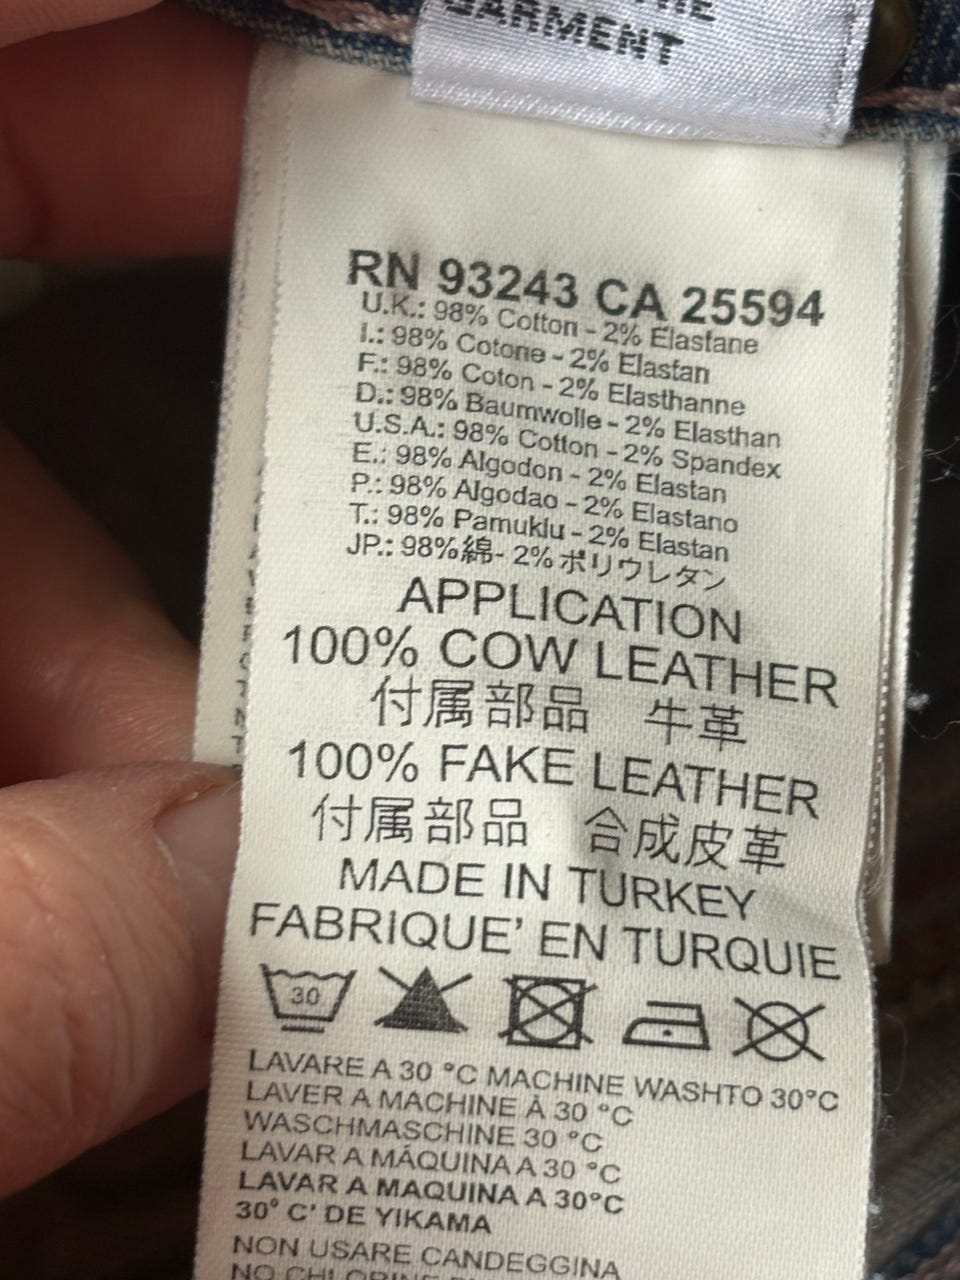 GARMENT
RN 93243 CA 25594
U.K.: 98% Cotton - 2% Elastane
I.: 98% Cotone - 2% Elastan
F.: 98% Coton - 2% Elasthanne
D.: 98% Baumwolle - 2% Elasthan
U.S.A.: 98% Cotton - 2% Spandex
E.: 98% Algodon - 2% Elastan
P.: 98% Algodao - 2% Elastano
T.: 98% Pamuklu - 2% Elastan
JP.: 98%綿- 2%ポリウレタン
APPLICATION
100% COW LEATHER
付属部品 牛革
100% FAKE LEATHER
付属部品 合成皮革
MADE IN TURKEY
FABRIQUE' EN TURQUIE
30
LAVARE A 30 °C MACHINE WASHTO 30°C
LAVER A MACHINE À 30 °C
WASCHMASCHINE 30 °C
LAVAR A MÁQUINA A 30 °C
LAVAR A MAQUINA A 30°C
30° C' DE YIKAMA
NON USARE CANDEGGINA
NO CHLORINE